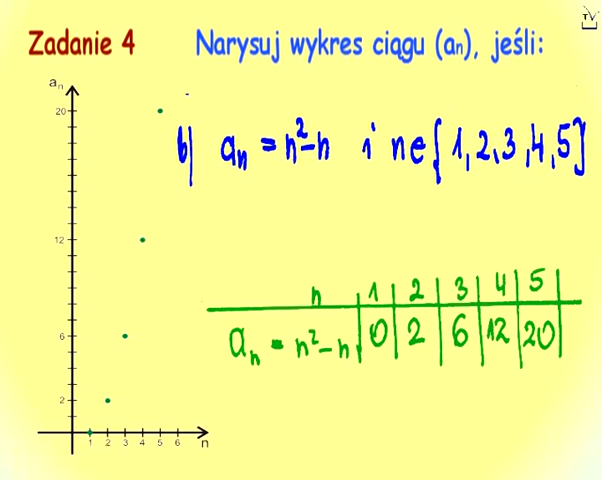 TV
Zadanie 4 Narysuj wykres ciągu (an), jeśli:
an
20
b) an = n²-n i n∈{1,2,3,4,5}
12
n 1 2 3 4 5
an = n²-n 0 2 6 12 20
6
2
1 2 3 4 5 6 n